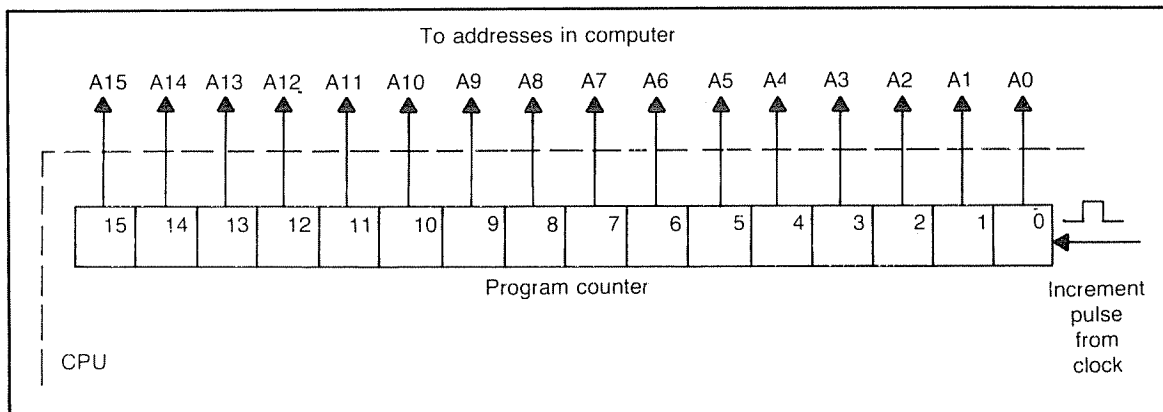 To addresses in computer
A15 A14 A13 A12 A11 A10 A9 A8 A7 A6 A5 A4 A3 A2 A1 A0
15 14 13 12 11 10 9 8 7 6 5 4 3 2 1 0
Program counter
Increment
pulse
from
clock
CPU